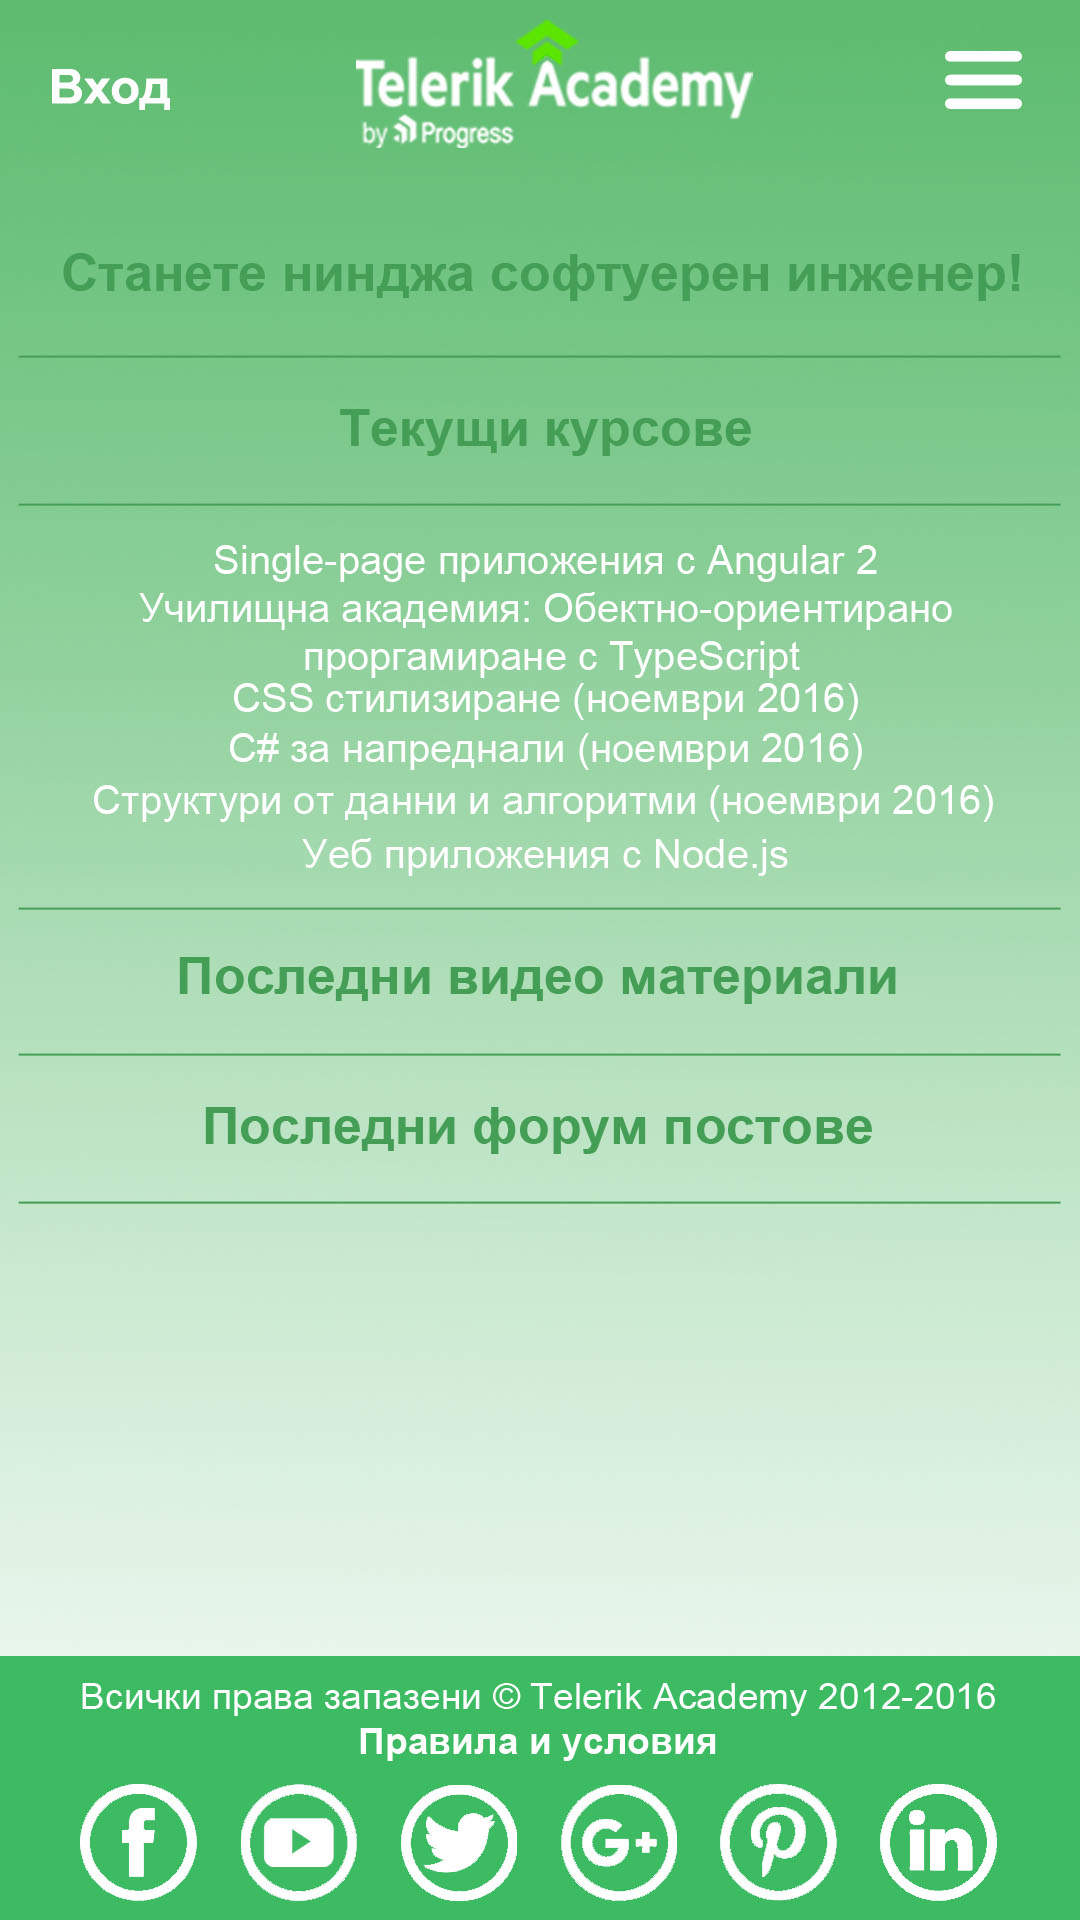 Вход
Telerik Academy
by Progress
Станете нинджа софтуерен инженер!
Текущи курсове
Single-page приложения с Angular 2
Училищна академия: Обектно-ориентирано
проргамиране с TypeScript
CSS стилизиране (ноември 2016)
C# за напреднали (ноември 2016)
Структури от данни и алгоритми (ноември 2016)
Уеб приложения с Node.js
Последни видео материали
Последни форум постове
Всички права запазени © Telerik Academy 2012-2016
Правила и условия